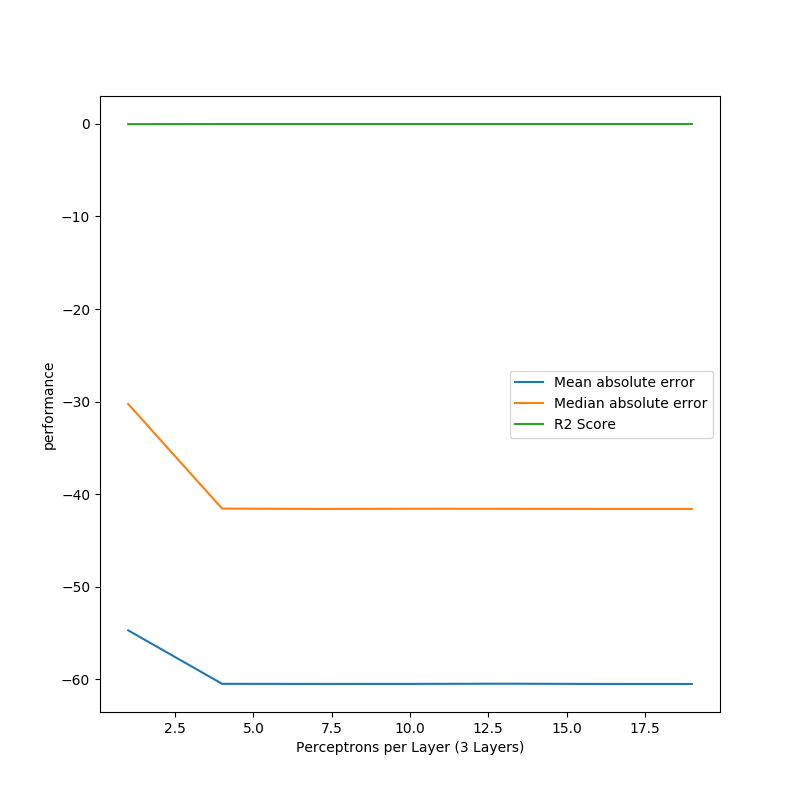 0
−10
−20
−30
−40
−50
−60
performance
Mean absolute error
Median absolute error
R2 Score
2.5 5.0 7.5 10.0 12.5 15.0 17.5
Perceptrons per Layer (3 Layers)